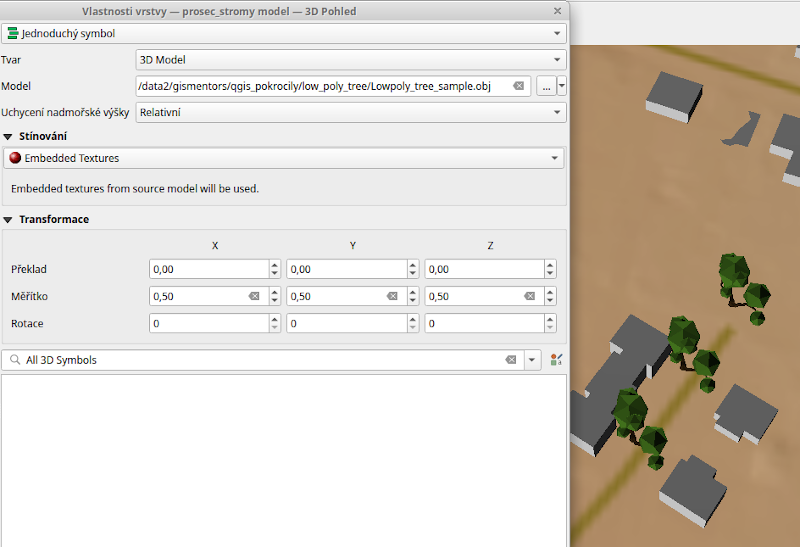 Vlastnosti vrstvy — prosec_stromy model — 3D Pohled
Jednoduchý symbol
Tvar 3D Model
Model /data2/gismentors/qgis_pokrocily/low_poly_tree/Lowpoly_tree_sample.obj ...
Uchycení nadmořské výšky Relativní
Stínování
Embedded Textures
Embedded textures from source model will be used.
Transformace
X Y Z
Překlad 0,00 0,00 0,00
Měřítko 0,50 0,50 0,50
Rotace 0 0 0
All 3D Symbols